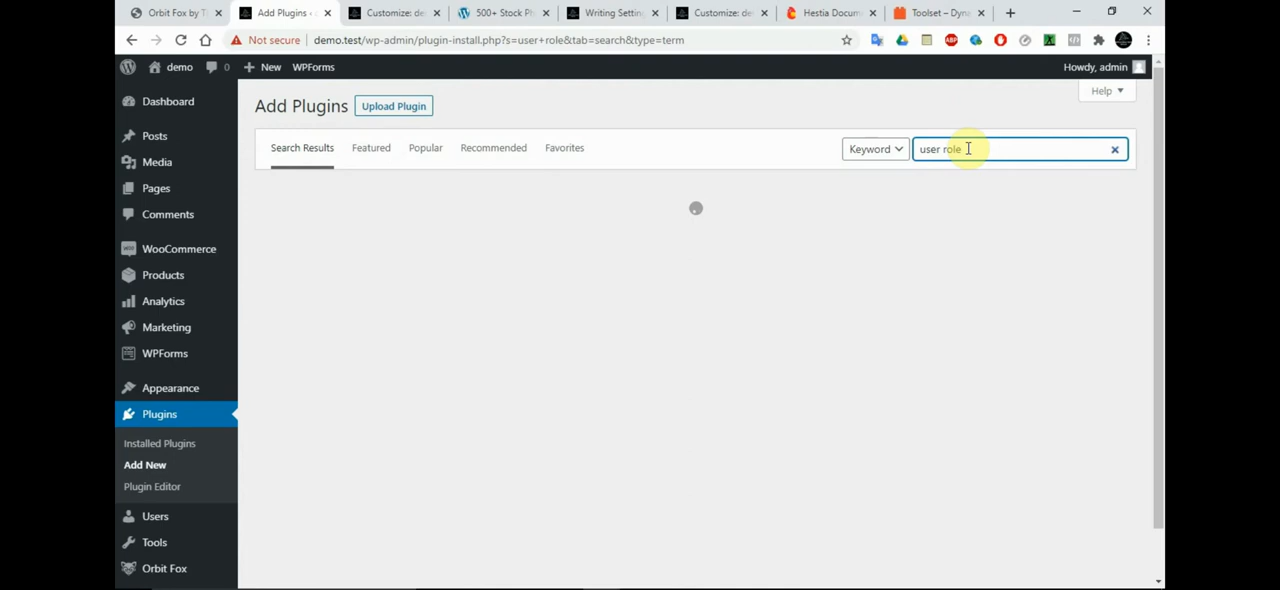 Orbit Fox by T
Add Plugins ‹
Customize: de
500+ Stock Ph
Writing Setting
Customize: de
Hestia Docum
Toolset – Dyna
Not secure
demo.test/wp-admin/plugin-install.php?s=user+role&tab=search&type=term
ABP
demo
0
New
WPForms
Howdy, admin
Dashboard
Posts
Media
Pages
Comments
WooCommerce
Products
Analytics
Marketing
WPForms
Appearance
Plugins
Installed Plugins
Add New
Plugin Editor
Users
Tools
Orbit Fox
Help
Add Plugins
Upload Plugin
Search Results
Featured
Popular
Recommended
Favorites
Keyword
user role